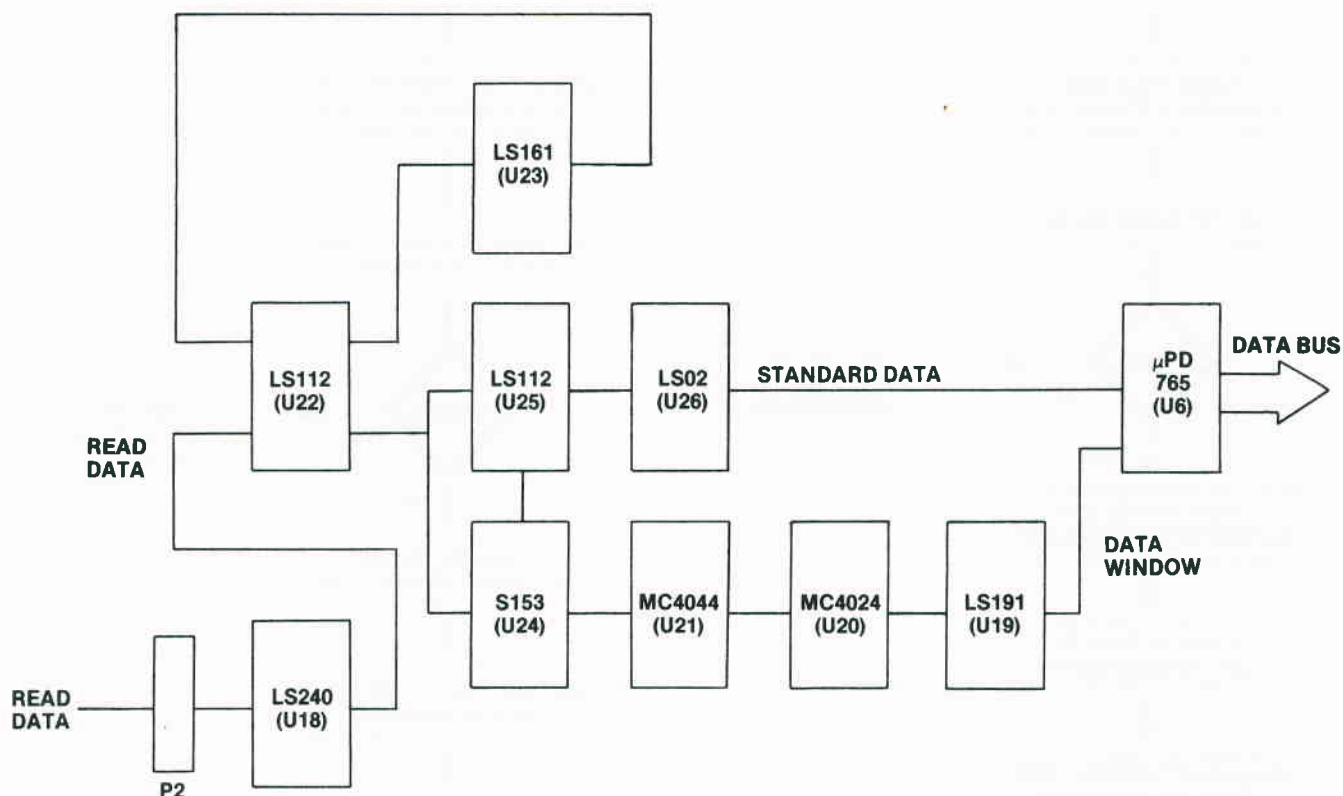 LS161
(U23)
LS112
(U22)
LS112
(U25)
LS02
(U26)
STANDARD DATA
μPD
765
(U6)
DATA BUS
READ
DATA
S153
(U24)
MC4044
(U21)
MC4024
(U20)
LS191
(U19)
DATA
WINDOW
READ
DATA
P2
LS240
(U18)